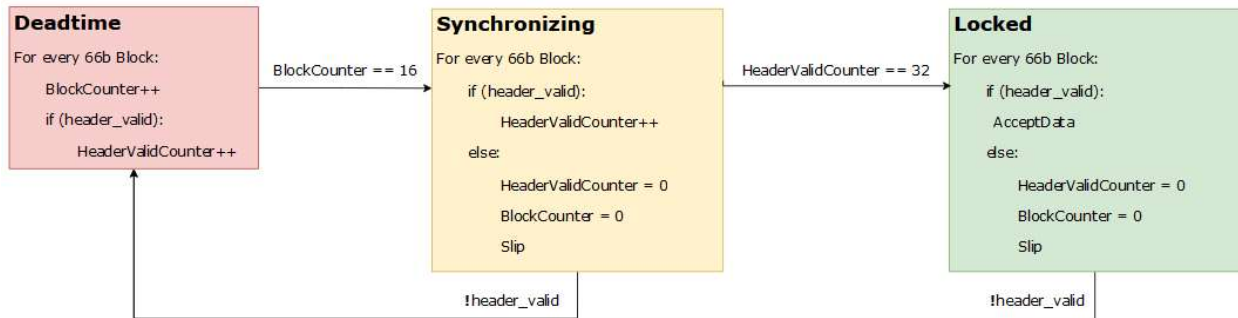 Deadtime
For every 66b Block:
BlockCounter++
if (header_valid):
HeaderValidCounter++
BlockCounter == 16
Synchronizing
For every 66b Block:
if (header_valid):
HeaderValidCounter++
else:
HeaderValidCounter = 0
BlockCounter = 0
Slip
HeaderValidCounter == 32
Locked
For every 66b Block:
if (header_valid):
AcceptData
else:
HeaderValidCounter = 0
BlockCounter = 0
Slip
!header_valid
!header_valid